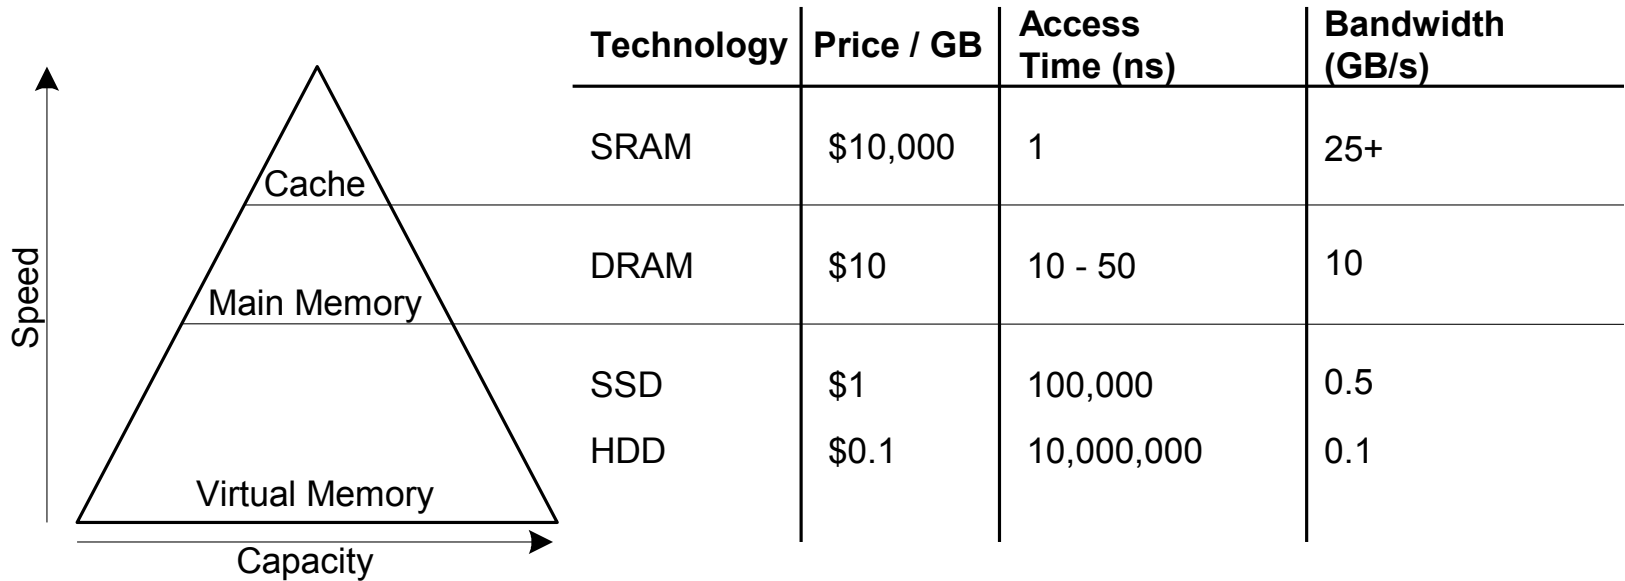 Speed
Cache
Main Memory
Virtual Memory
Capacity
Technology Price / GB Access Time (ns) Bandwidth (GB/s)
SRAM $10,000 1 25+
DRAM $10 10 - 50 10
SSD $1 100,000 0.5
HDD $0.1 10,000,000 0.1